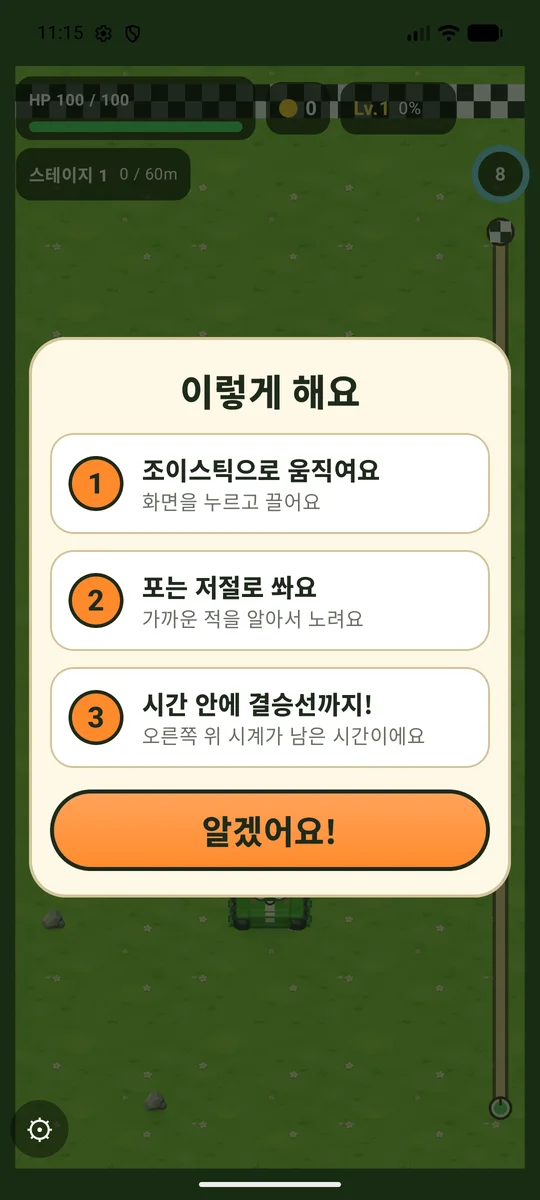 11:15
HP 100 / 100
0
Lv.1 0%
스테이지 1 0 / 60m
8
이렇게 해요
1
조이스틱으로 움직여요
화면을 누르고 끌어요
2
포는 저절로 쏴요
가까운 적을 알아서 노려요
3
시간 안에 결승선까지!
오른쪽 위 시계가 남은 시간이에요
알겠어요!